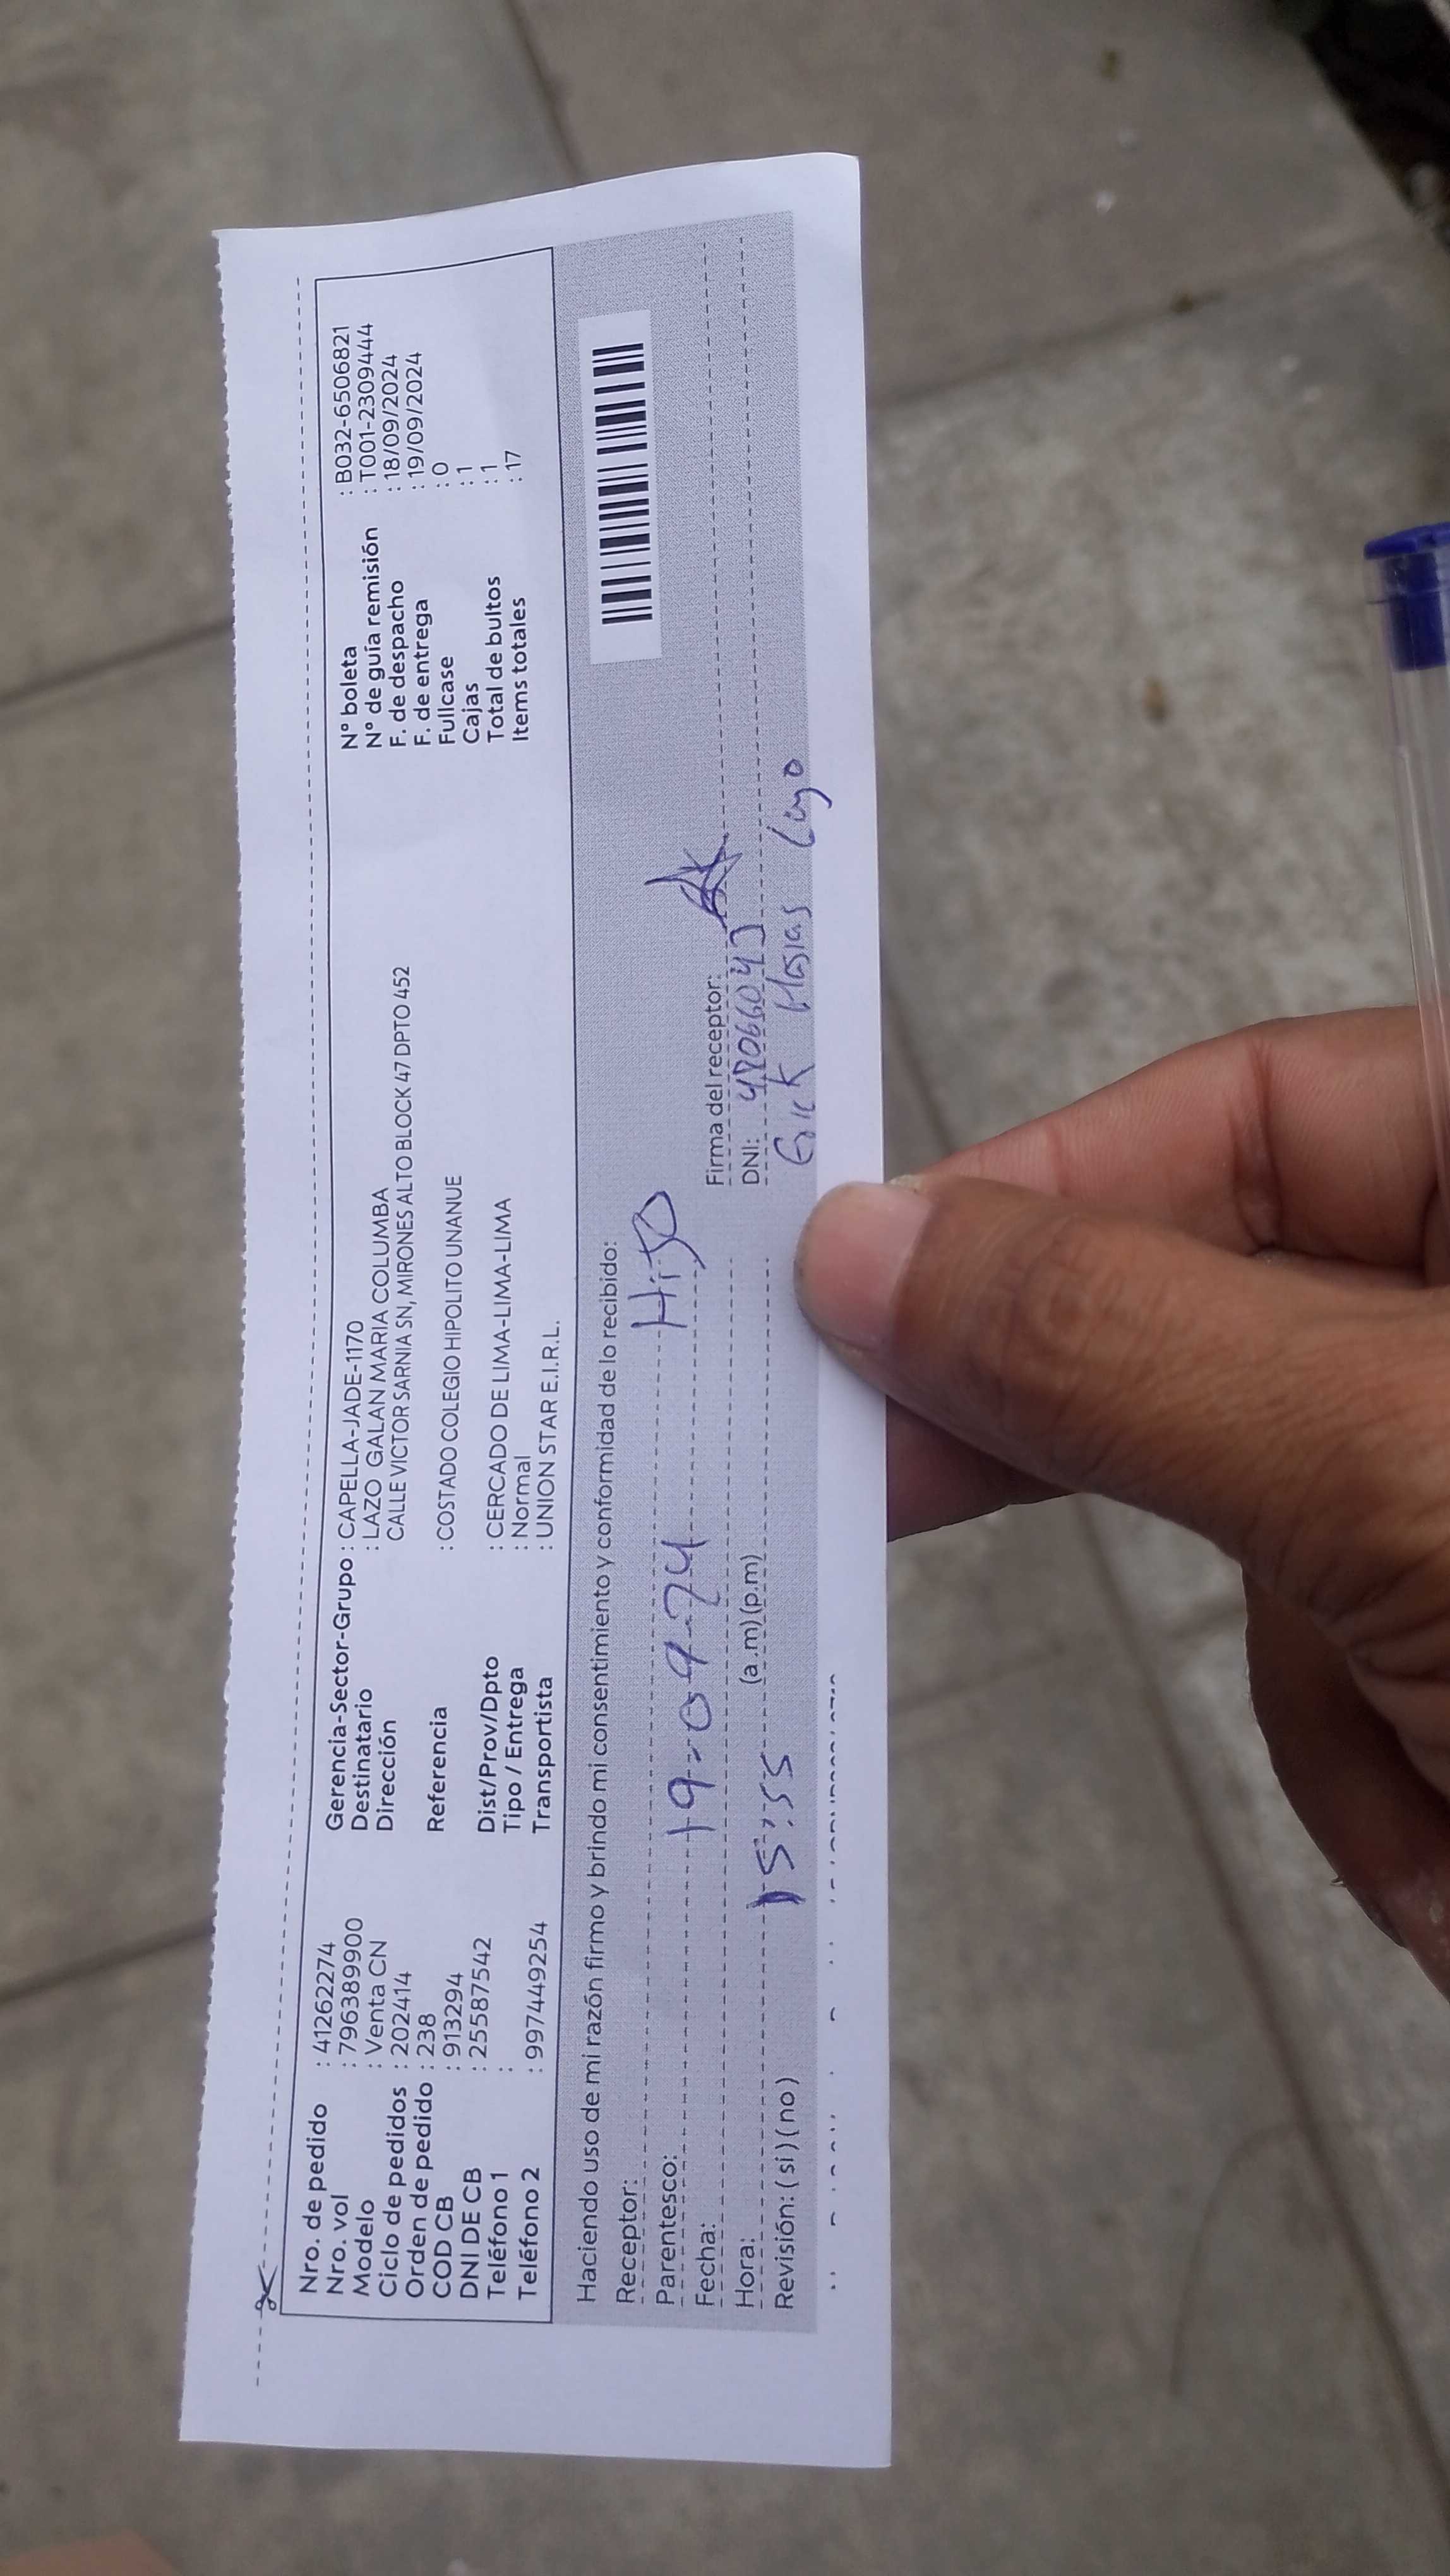 Nro. de pedido : 41262274
Nro. vol : 796389900
Modelo : Venta CN
Ciclo de pedidos : 202414
Orden de pedido : 238
COD CB : 913294
DNI DE CB : 25587542
Teléfono 1 :
Teléfono 2 : 997449254
Gerencia-Sector-Grupo : CAPELLA-JADE-1170
Destinatario : LAZO GALAN MARIA COLUMBA
Dirección CALLE VICTOR SARNIA SN, MIRONES ALTO BLOCK 47 DPTO 452
Referencia : COSTADO COLEGIO HIPOLITO UNANUE
Dist/Prov/Dpto : CERCADO DE LIMA-LIMA-LIMA
Tipo / Entrega : Normal
Transportista : UNION STAR E.I.R.L.
N° boleta : B032-6506821
N° de guía remisión : T001-2309444
F. de despacho : 18/09/2024
F. de entrega : 19/09/2024
Fullcase : 0
Cajas : 1
Total de bultos : 1
Items totales : 17
Haciendo uso de mi razón firmo y brindo mi consentimiento y conformidad de lo recibido:
Receptor:
Parentesco: Hijo
Fecha: 19-09-24
Hora: 15:55 (a.m)(p.m)
Revisión: ( si ) ( no )
Firma del receptor:
DNI:
Erick